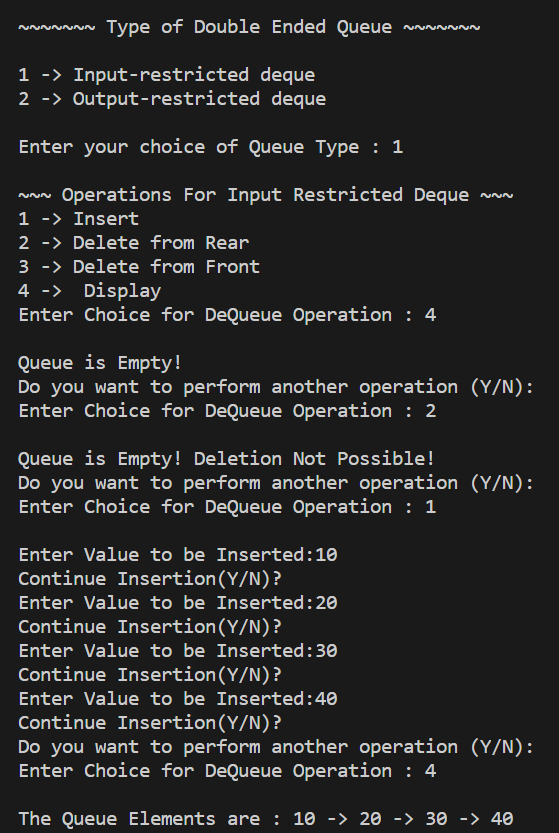 ~~~~~~~ Type of Double Ended Queue ~~~~~~~
1 -> Input-restricted deque
2 -> Output-restricted deque
Enter your choice of Queue Type : 1
~~~ Operations For Input Restricted Deque ~~~
1 -> Insert
2 -> Delete from Rear
3 -> Delete from Front
4 ->  Display
Enter Choice for DeQueue Operation : 4
Queue is Empty!
Do you want to perform another operation (Y/N):
Enter Choice for DeQueue Operation : 2
Queue is Empty! Deletion Not Possible!
Do you want to perform another operation (Y/N):
Enter Choice for DeQueue Operation : 1
Enter Value to be Inserted:10
Continue Insertion(Y/N)?
Enter Value to be Inserted:20
Continue Insertion(Y/N)?
Enter Value to be Inserted:30
Continue Insertion(Y/N)?
Enter Value to be Inserted:40
Continue Insertion(Y/N)?
Do you want to perform another operation (Y/N):
Enter Choice for DeQueue Operation : 4
The Queue Elements are : 10 -> 20 -> 30 -> 40